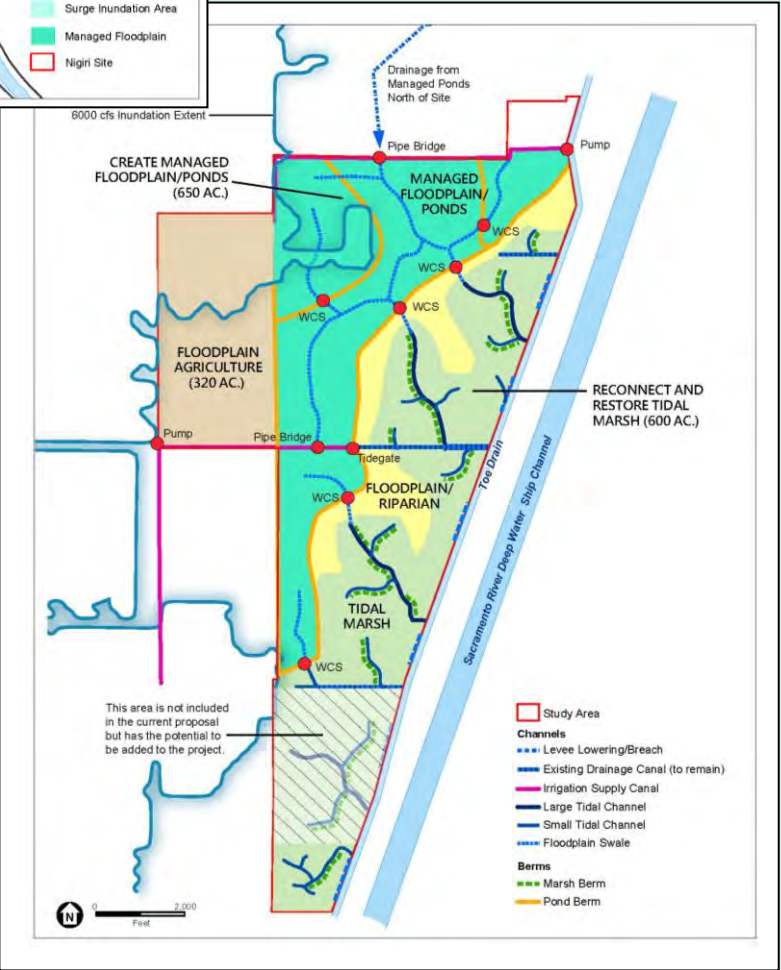 Surge Inundation Area
Managed Floodplain
Nigiri Site
6000 cfs Inundation Extent
Drainage from
Managed Ponds
North of Site
Pipe Bridge
Pump
CREATE MANAGED
FLOODPLAIN/PONDS
(650 AC.)
MANAGED
FLOODPLAIN/
PONDS
WCS
WCS
WCS
WCS
FLOODPLAIN
AGRICULTURE
(320 AC.)
RECONNECT AND
RESTORE TIDAL
MARSH (600 AC.)
Pump
Pipe Bridge
Tidegate
Toe Drain
Sacramento River Deep Water Ship Channel
WCS
FLOODPLAIN/
RIPARIAN
TIDAL
MARSH
WCS
This area is not included
in the current proposal
but has the potential to
be added to the project.
Study Area
Channels
Levee Lowering/Breach
Existing Drainage Canal (to remain)
Irrigation Supply Canal
Large Tidal Channel
Small Tidal Channel
Floodplain Swale
Berms
Marsh Berm
Pond Berm
N
0 2,000
Feet